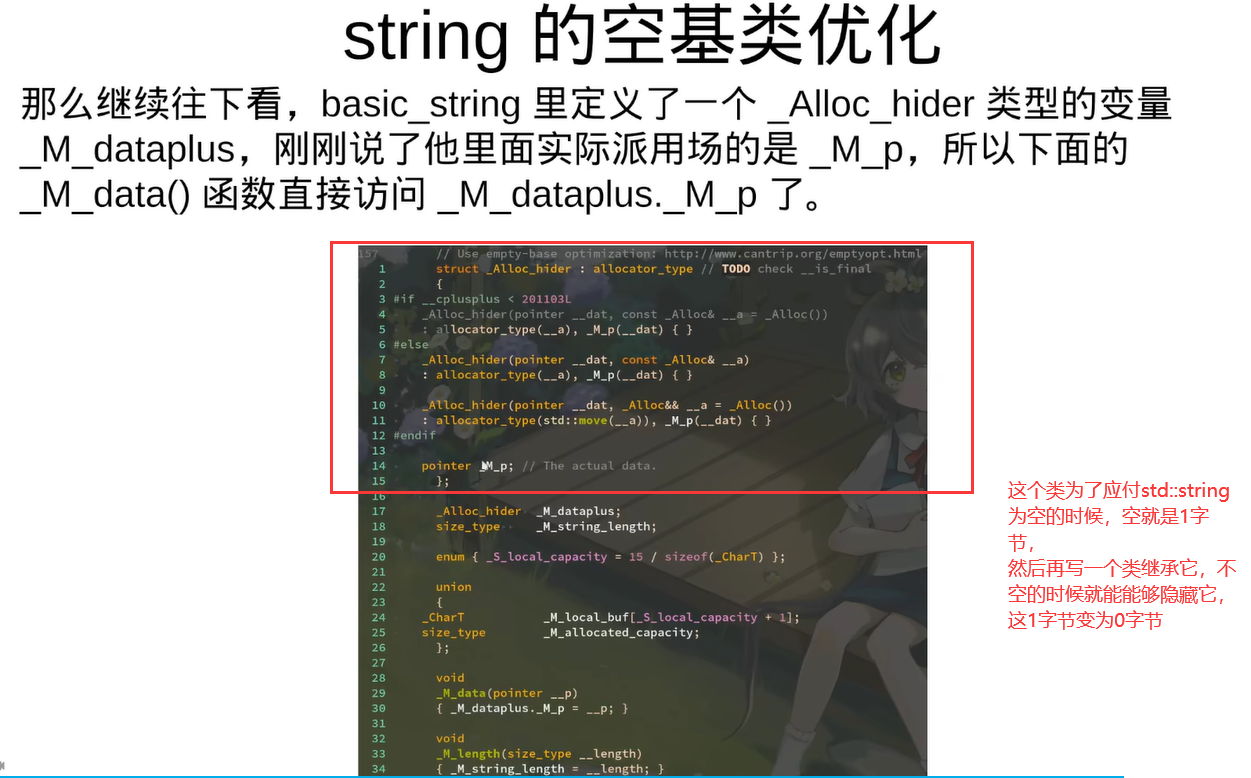 string 的空基类优化
那么继续往下看，basic_string 里定义了一个 _Alloc_hider 类型的变量
_M_dataplus，刚刚说了他里面实际派用场的是 _M_p，所以下面的
_M_data() 函数直接访问 _M_dataplus._M_p 了。
157 // Use empty-base optimization: http://www.cantrip.org/emptyopt.html
1 struct _Alloc_hider : allocator_type // TODO check __is_final
2 {
3 #if __cplusplus < 201103L
4 _Alloc_hider(pointer __dat, const _Alloc& __a = _Alloc())
5 : allocator_type(__a), _M_p(__dat) { }
6 #else
7 _Alloc_hider(pointer __dat, const _Alloc& __a)
8 : allocator_type(__a), _M_p(__dat) { }
9
10 _Alloc_hider(pointer __dat, _Alloc&& __a = _Alloc())
11 : allocator_type(std::move(__a)), _M_p(__dat) { }
12 #endif
13
14 pointer _M_p; // The actual data.
15 };
16
17 _Alloc_hider _M_dataplus;
18 size_type _M_string_length;
19
20 enum { _S_local_capacity = 15 / sizeof(_CharT) };
21
22 union
23 {
24 _CharT _M_local_buf[_S_local_capacity + 1];
25 size_type _M_allocated_capacity;
26 };
27
28 void
29 _M_data(pointer __p)
30 { _M_dataplus._M_p = __p; }
31
32 void
33 _M_length(size_type __length)
34 { _M_string_length = __length; }
这个类为了应付std::string
为空的时候，空就是1字
节，
然后再写一个类继承它，不
空的时候就能能够隐藏它，
这1字节变为0字节